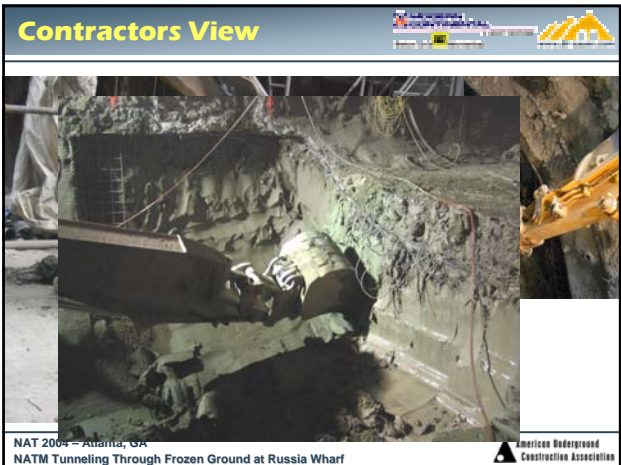 Contractors View
NAT 2004 – Atlanta, GA
NATM Tunneling Through Frozen Ground at Russia Wharf
American Underground
Construction Association